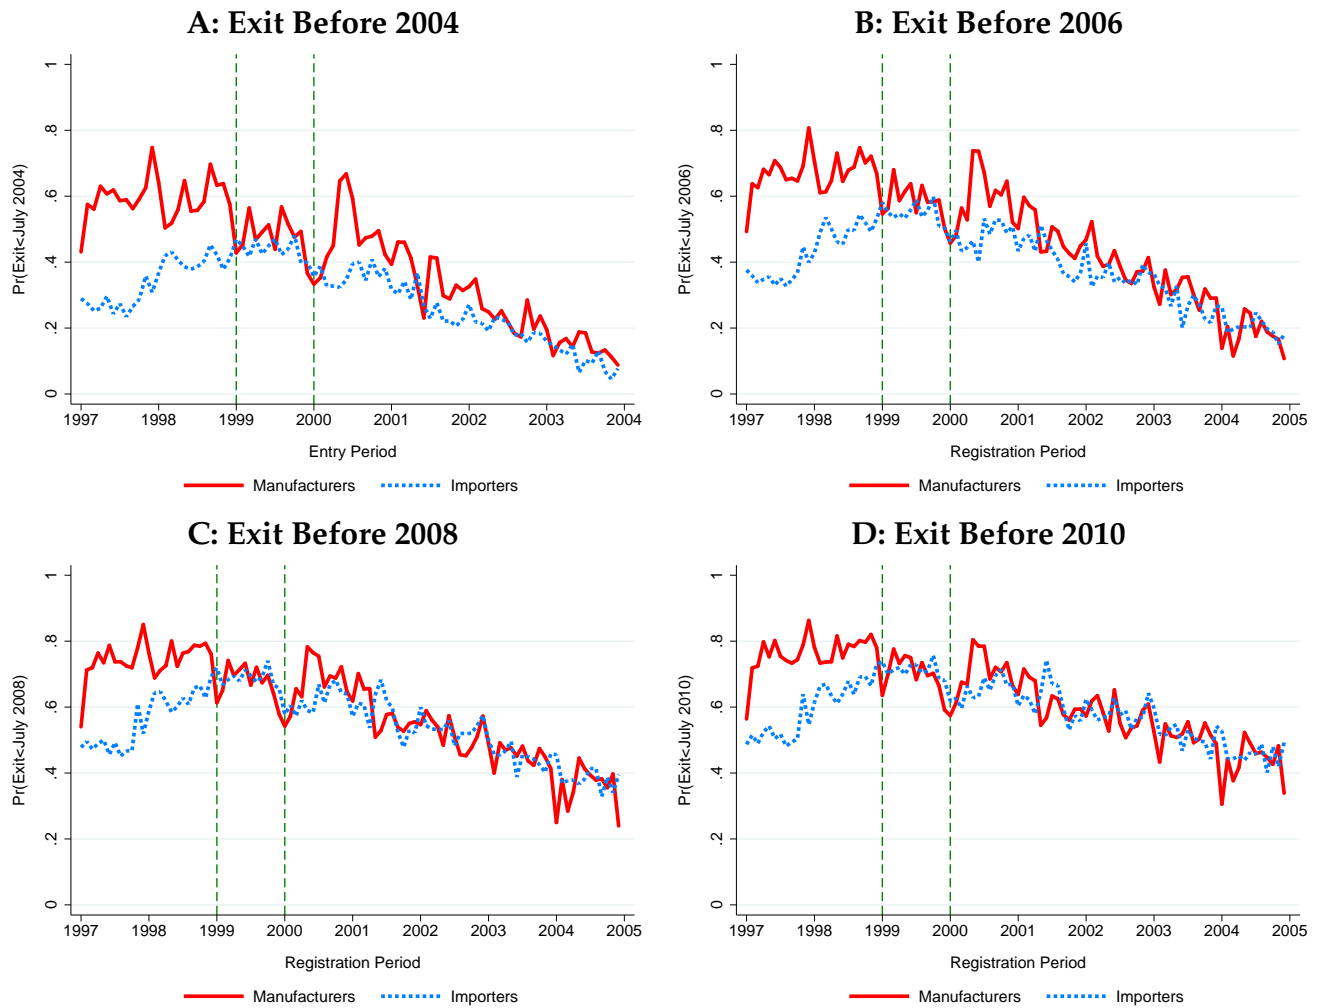 A: Exit Before 2004
Pr(Exit<July 2004)
1
.8
.6
.4
.2
0
1997 1998 1999 2000 2001 2002 2003 2004
Entry Period
Manufacturers Importers
B: Exit Before 2006
Pr(Exit<July 2006)
1
.8
.6
.4
.2
0
1997 1998 1999 2000 2001 2002 2003 2004 2005
Registration Period
Manufacturers Importers
C: Exit Before 2008
Pr(Exit<July 2008)
1
.8
.6
.4
.2
0
1997 1998 1999 2000 2001 2002 2003 2004 2005
Registration Period
Manufacturers Importers
D: Exit Before 2010
Pr(Exit<July 2010)
1
.8
.6
.4
.2
0
1997 1998 1999 2000 2001 2002 2003 2004 2005
Registration Period
Manufacturers Importers